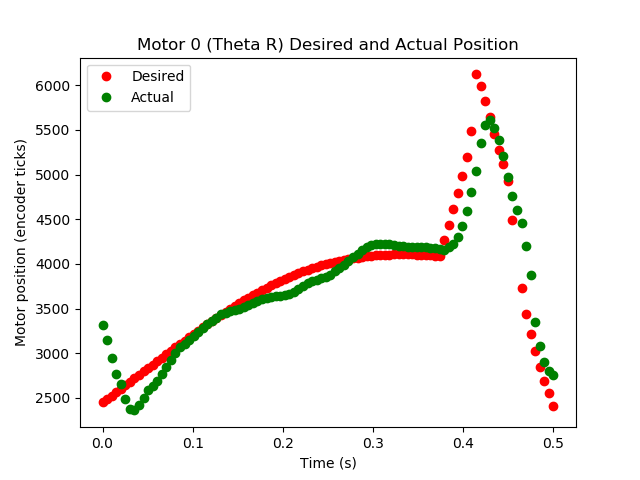 Motor 0 (Theta R) Desired and Actual Position
Desired
Actual
6000
5500
5000
4500
4000
3500
3000
2500
Motor position (encoder ticks)
0.0 0.1 0.2 0.3 0.4 0.5
Time (s)